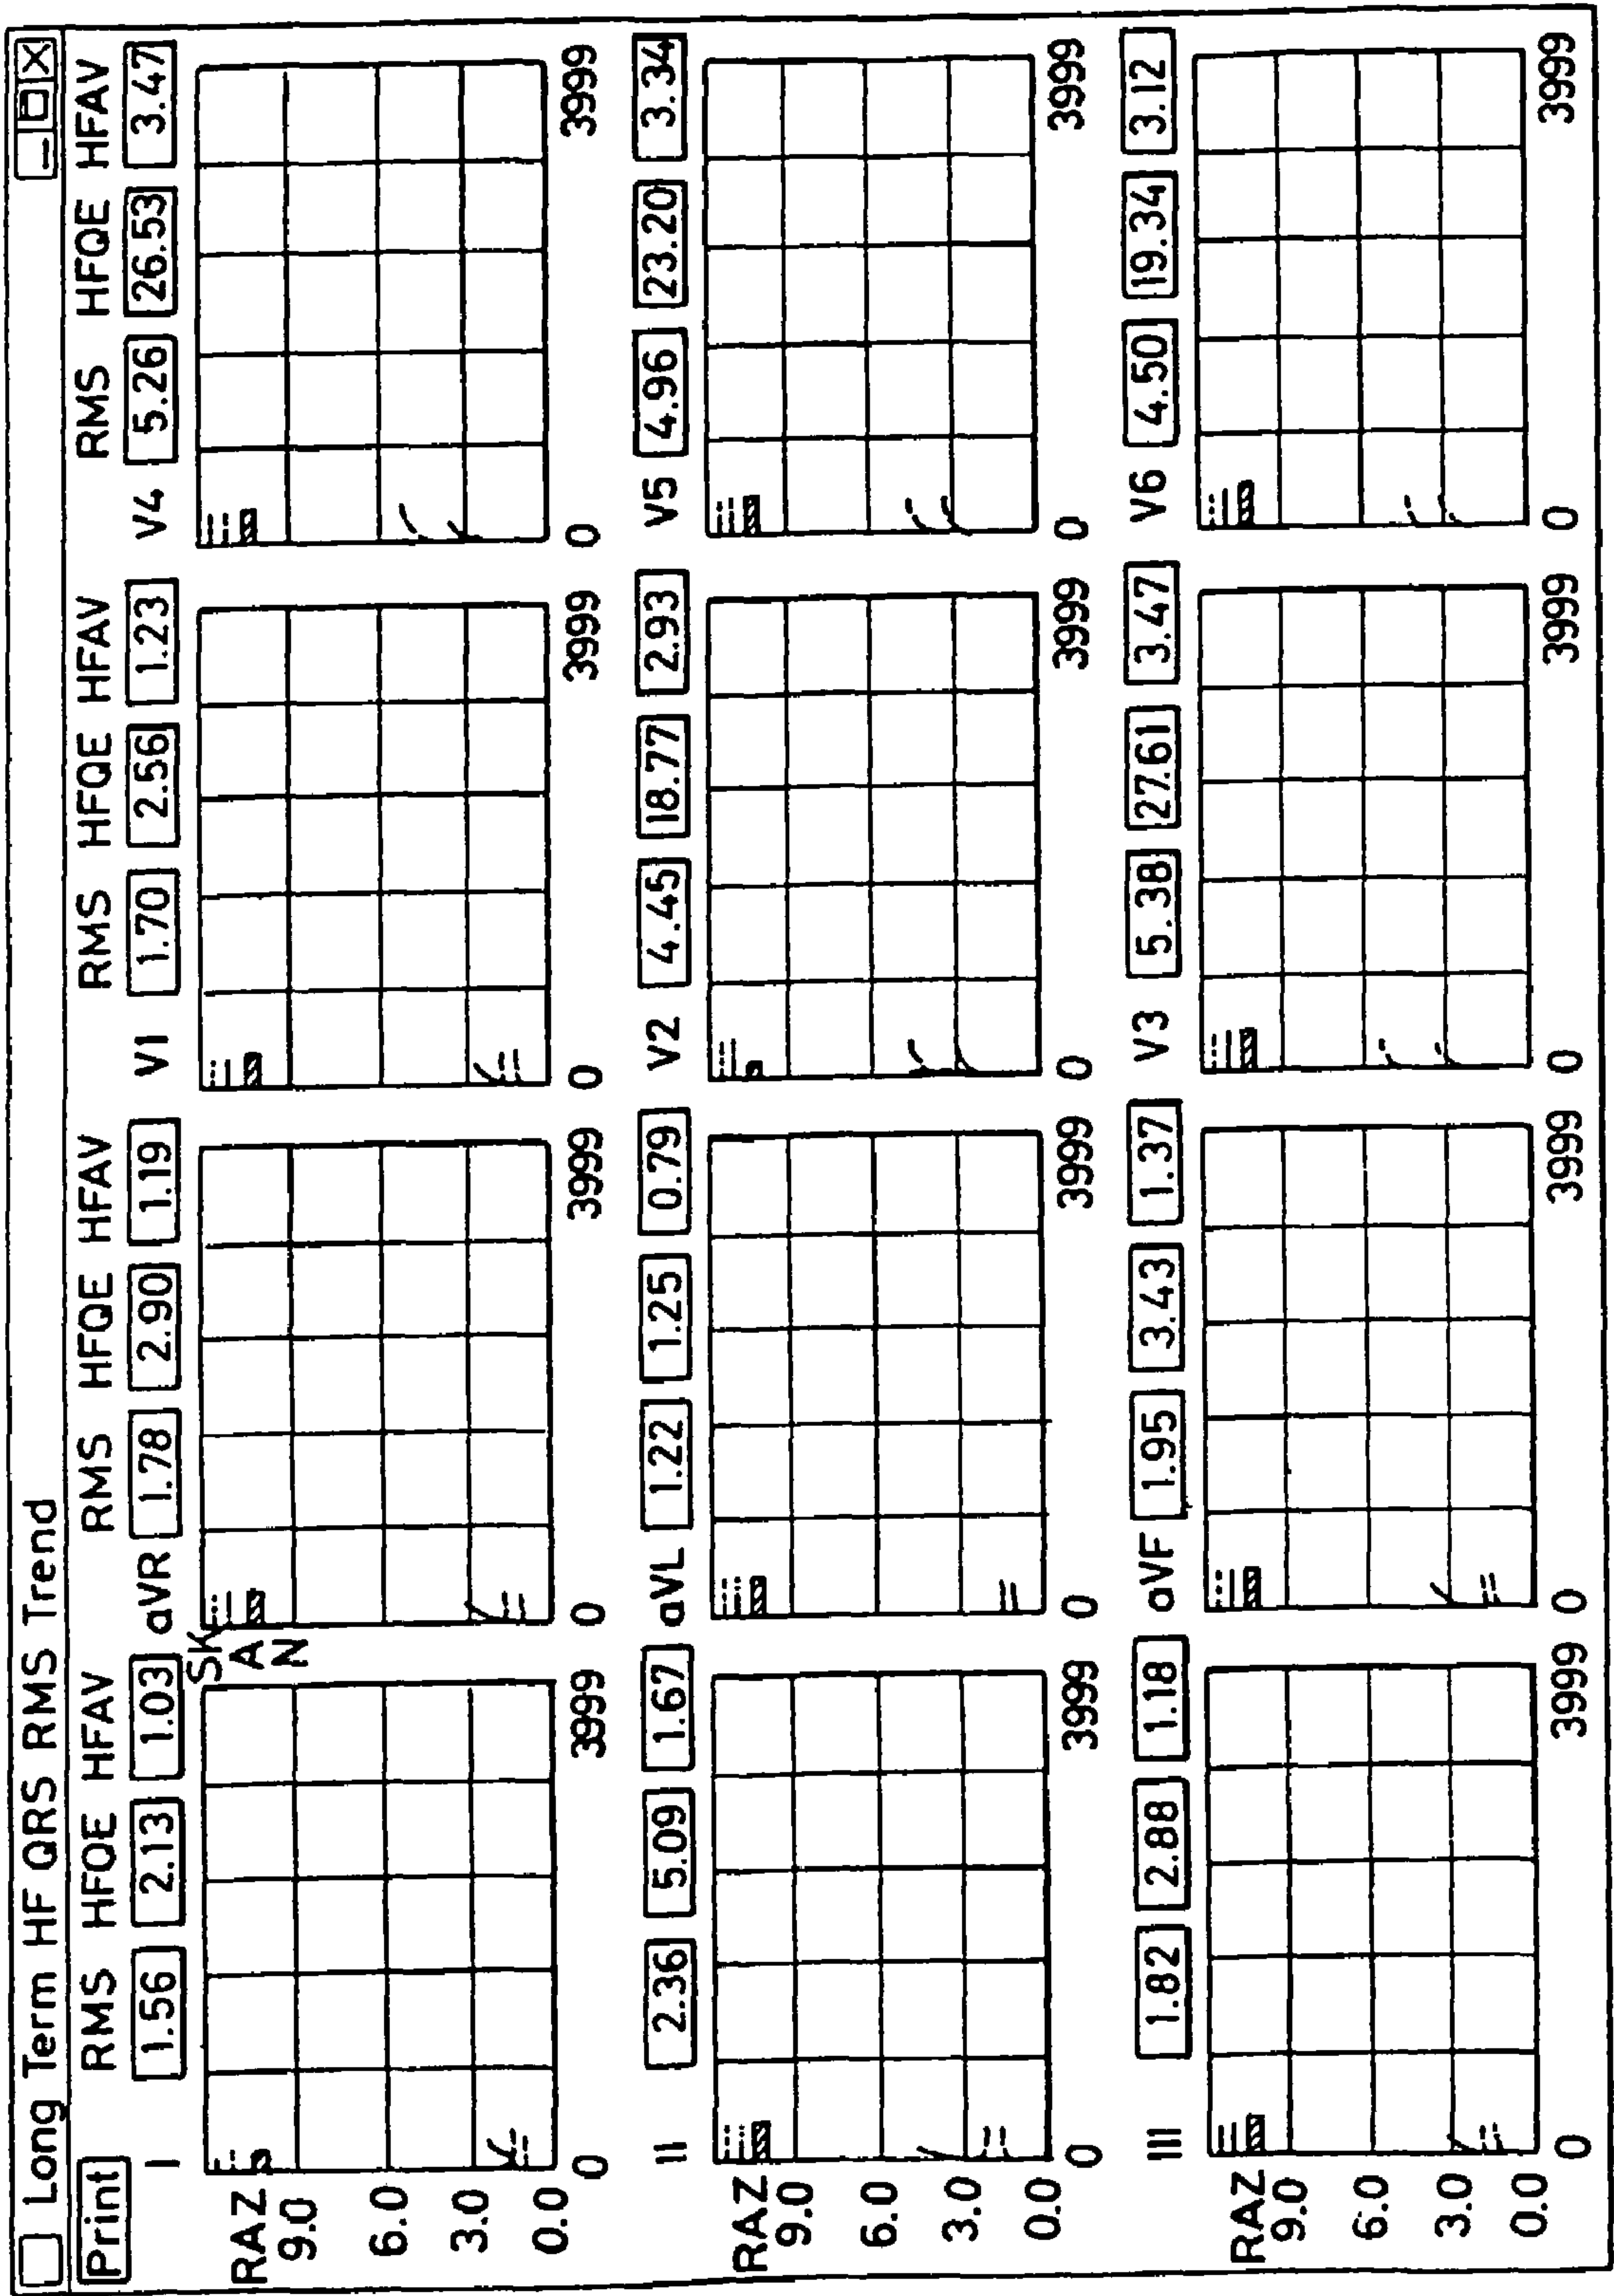 Long Term HF QRS RMS Trend
Print RMS HFQE HFAV RMS HFQE HFAV RMS HFQE HFAV RMS HFQE HFAV
I 1.56 2.13 1.03 aVR 1.78 2.90 1.19 V1 1.70 2.56 1.23 V4 5.26 26.53 3.47
SK
A
N
RAZ
9.0
6.0
3.0
0.0
0 3999 0 3999 0 3999 0 3999
II 2.36 5.09 1.67 aVL 1.22 1.25 0.79 V2 4.45 18.77 2.93 V5 4.96 23.20 3.34
RAZ
9.0
6.0
3.0
0.0
0 3999 0 3999 0 3999 0 3999
III 1.82 2.88 1.18 aVF 1.95 3.43 1.37 V3 5.38 27.61 3.47 V6 4.50 19.34 3.12
RAZ
9.0
6.0
3.0
0.0
0 3999 0 3999 0 3999 0 3999